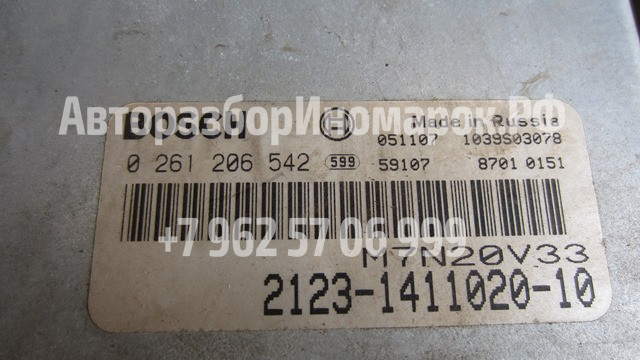 АвторазборИномарок.РФ
BOSCH
Made in Russia
051107 1039S03078
0 261 206 542 599 59107 8701 0151
+7 962 57 06 999
M7N20V33
2123-1411020-10